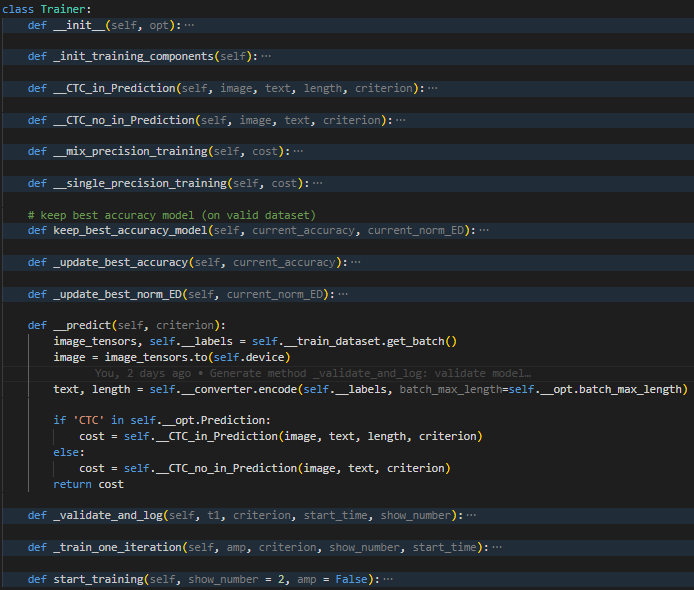 class Trainer:
    def __init__(self, opt):···
    def _init_training_components(self):···
    def __CTC_in_Prediction(self, image, text, length, criterion):···
    def __CTC_no_in_Prediction(self, image, text, criterion):···
    def __mix_precision_training(self, cost):···
    def __single_precision_training(self, cost):···
    # keep best accuracy model (on valid dataset)
    def keep_best_accuracy_model(self, current_accuracy, current_norm_ED):···
    def _update_best_accuracy(self, current_accuracy):···
    def _update_best_norm_ED(self, current_norm_ED):···
    def __predict(self, criterion):
        image_tensors, self.__labels = self.__train_dataset.get_batch()
        image = image_tensors.to(self.device)
            You, 2 days ago • Generate method _validate_and_log: validate model…
        text, length = self.__converter.encode(self.__labels, batch_max_length=self.__opt.batch_max_length)
        if 'CTC' in self.__opt.Prediction:
            cost = self.__CTC_in_Prediction(image, text, length, criterion)
        else:
            cost = self.__CTC_no_in_Prediction(image, text, criterion)
        return cost
    def _validate_and_log(self, t1, criterion, start_time, show_number):···
    def _train_one_iteration(self, amp, criterion, show_number, start_time):···
    def start_training(self, show_number = 2, amp = False):···